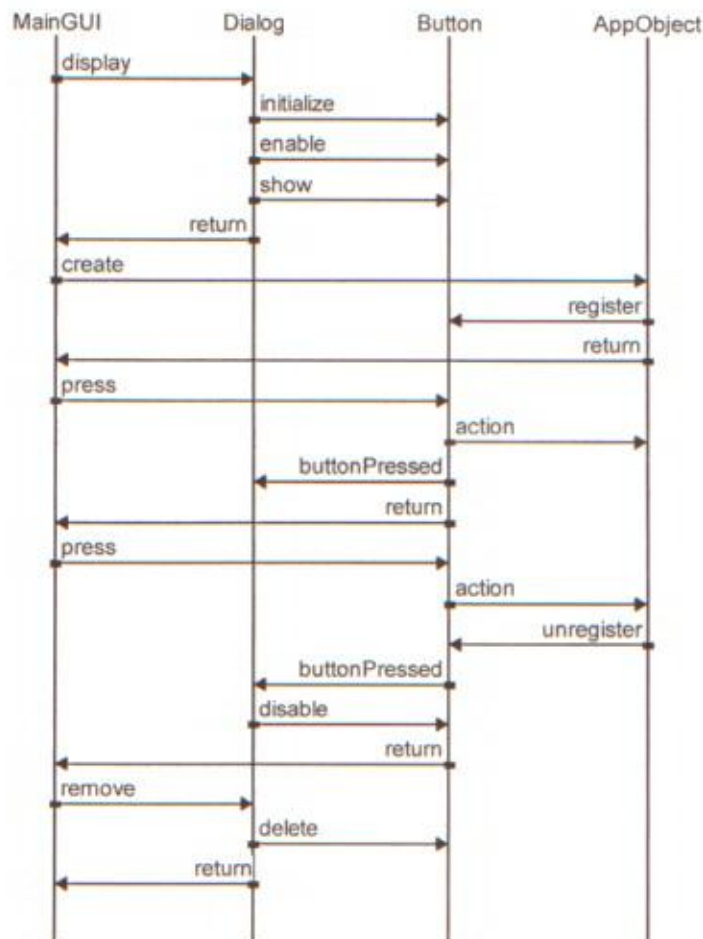 MainGUI Dialog Button AppObject
display
initialize
enable
show
return
create
register
return
press
action
buttonPressed
return
press
action
unregister
buttonPressed
disable
return
remove
delete
return